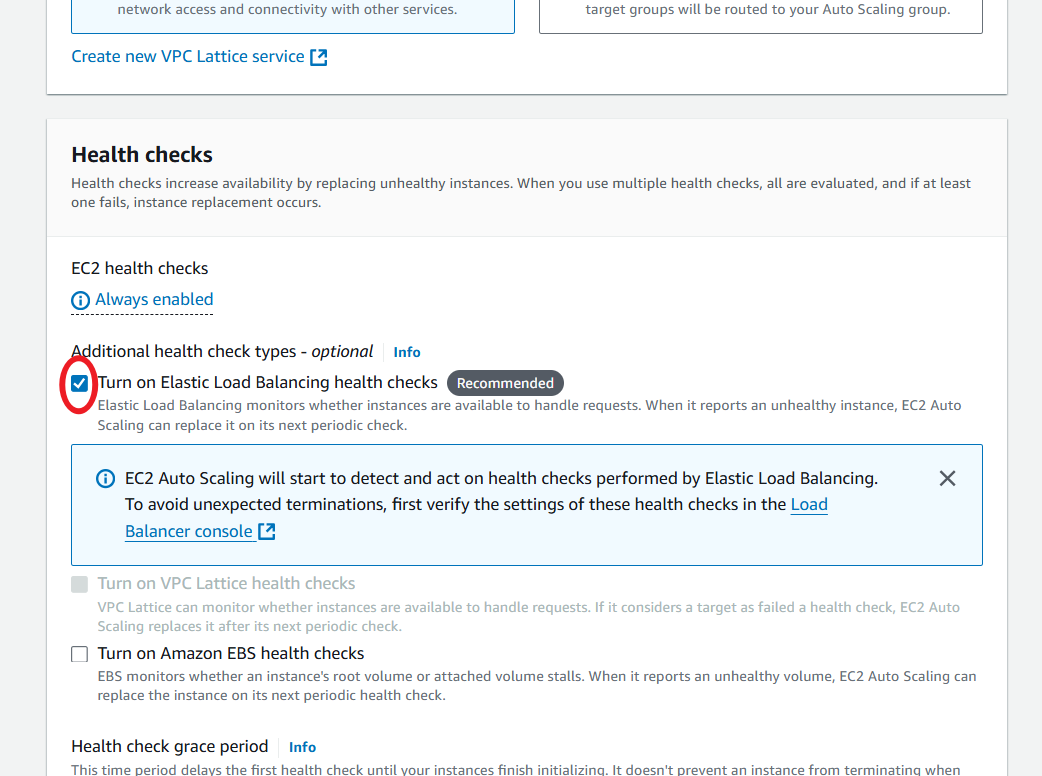 network access and connectivity with other services.
target groups will be routed to your Auto Scaling group.
Create new VPC Lattice service
Health checks
Health checks increase availability by replacing unhealthy instances. When you use multiple health checks, all are evaluated, and if at least
one fails, instance replacement occurs.
EC2 health checks
Always enabled
Additional health check types - optional
Info
Turn on Elastic Load Balancing health checks
Recommended
Elastic Load Balancing monitors whether instances are available to handle requests. When it reports an unhealthy instance, EC2 Auto
Scaling can replace it on its next periodic check.
EC2 Auto Scaling will start to detect and act on health checks performed by Elastic Load Balancing.
To avoid unexpected terminations, first verify the settings of these health checks in the Load
Balancer console
Turn on VPC Lattice health checks
VPC Lattice can monitor whether instances are available to handle requests. If it considers a target as failed a health check, EC2 Auto
Scaling replaces it after its next periodic check.
Turn on Amazon EBS health checks
EBS monitors whether an instance's root volume or attached volume stalls. When it reports an unhealthy volume, EC2 Auto Scaling can
replace the instance on its next periodic health check.
Health check grace period
Info
This time period delays the first health check until your instances finish initializing. It doesn't prevent an instance from terminating when